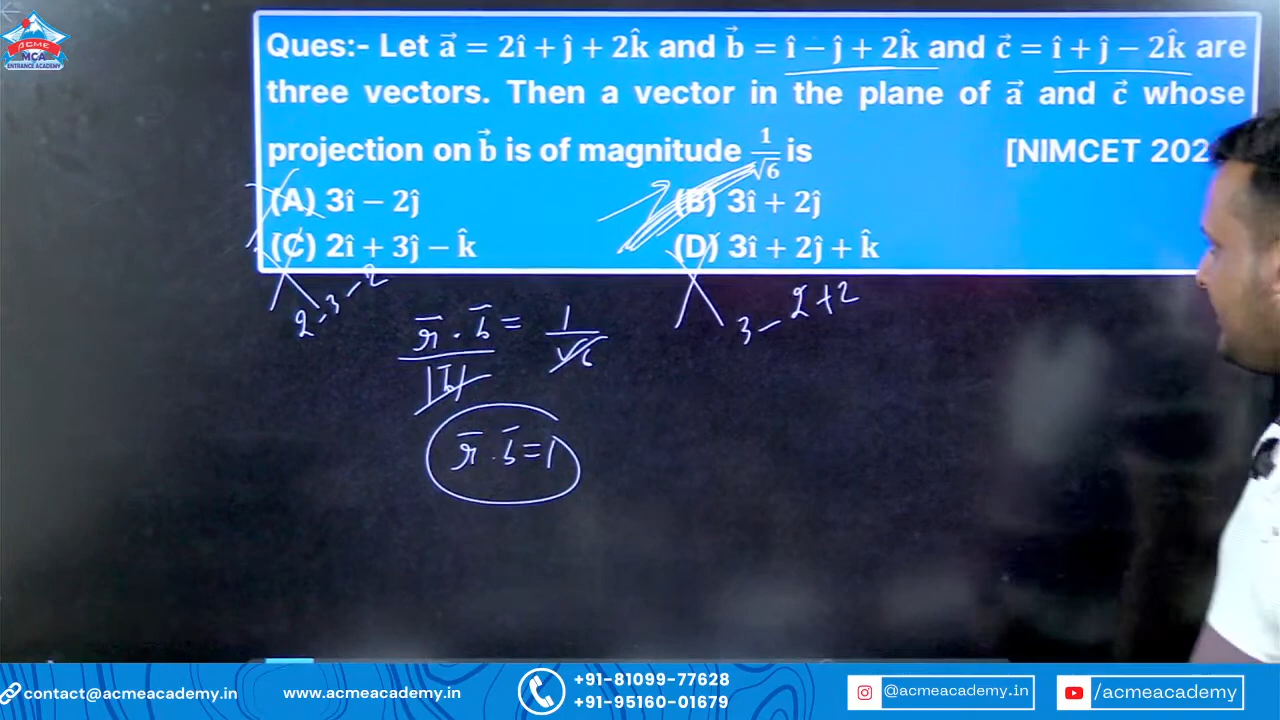 ACME
MCA
ENTRANCE ACADEMY
Ques:- Let a⃗ = 2î + ĵ + 2k̂ and b⃗ = î − ĵ + 2k̂ and c⃗ = î + ĵ − 2k̂ are
three vectors. Then a vector in the plane of a⃗ and c⃗ whose
projection on b⃗ is of magnitude 1/√6 is [NIMCET 202
(A) 3î − 2ĵ (B) 3î + 2ĵ
(C) 2î + 3ĵ − k̂ (D) 3î + 2ĵ + k̂
2-3-2 3-2+2
r̄ . b̄ / |b̄| = 1/√6
r̄ . b̄ = 1
contact@acmeacademy.in www.acmeacademy.in +91-81099-77628 @acmeacademy.in /acmeacademy
+91-95160-01679